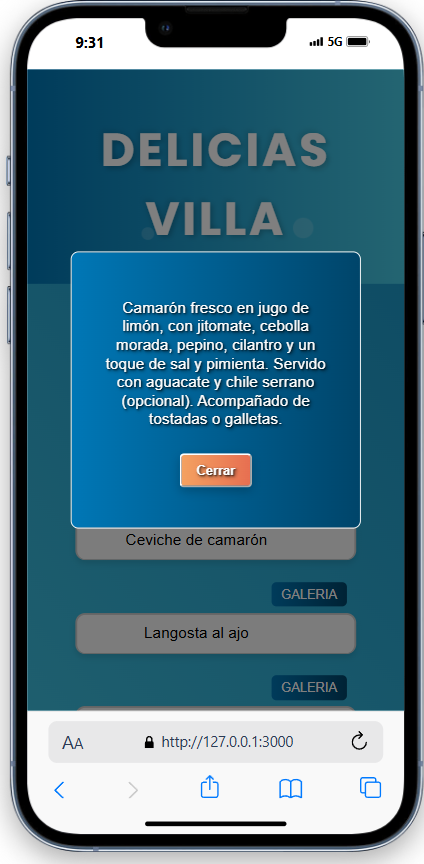 9:31
5G
DELICIAS
VILLA
Camarón fresco en jugo de
limón, con jitomate, cebolla
morada, pepino, cilantro y un
toque de sal y pimienta. Servido
con aguacate y chile serrano
(opcional). Acompañado de
tostadas o galletas.
Cerrar
Ceviche de camarón
GALERIA
Langosta al ajo
GALERIA
AA
http://127.0.0.1:3000